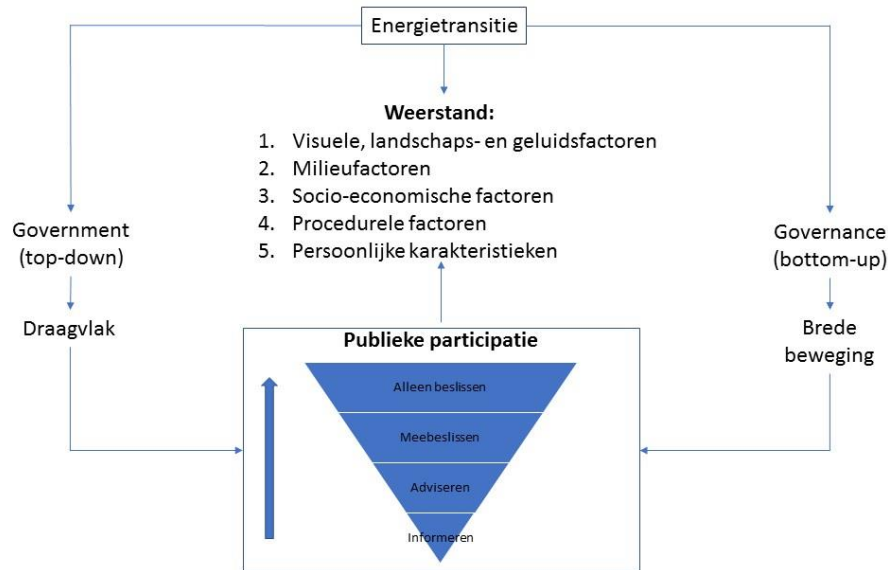 Energietransitie
Weerstand:
1. Visuele, landschaps- en geluidsfactoren
2. Milieufactoren
3. Socio-economische factoren
4. Procedurele factoren
5. Persoonlijke karakteristieken
Government
(top-down)
Draagvlak
Governance
(bottom-up)
Brede
beweging
Publieke participatie
Alleen beslissen
Meebeslissen
Adviseren
Informeren